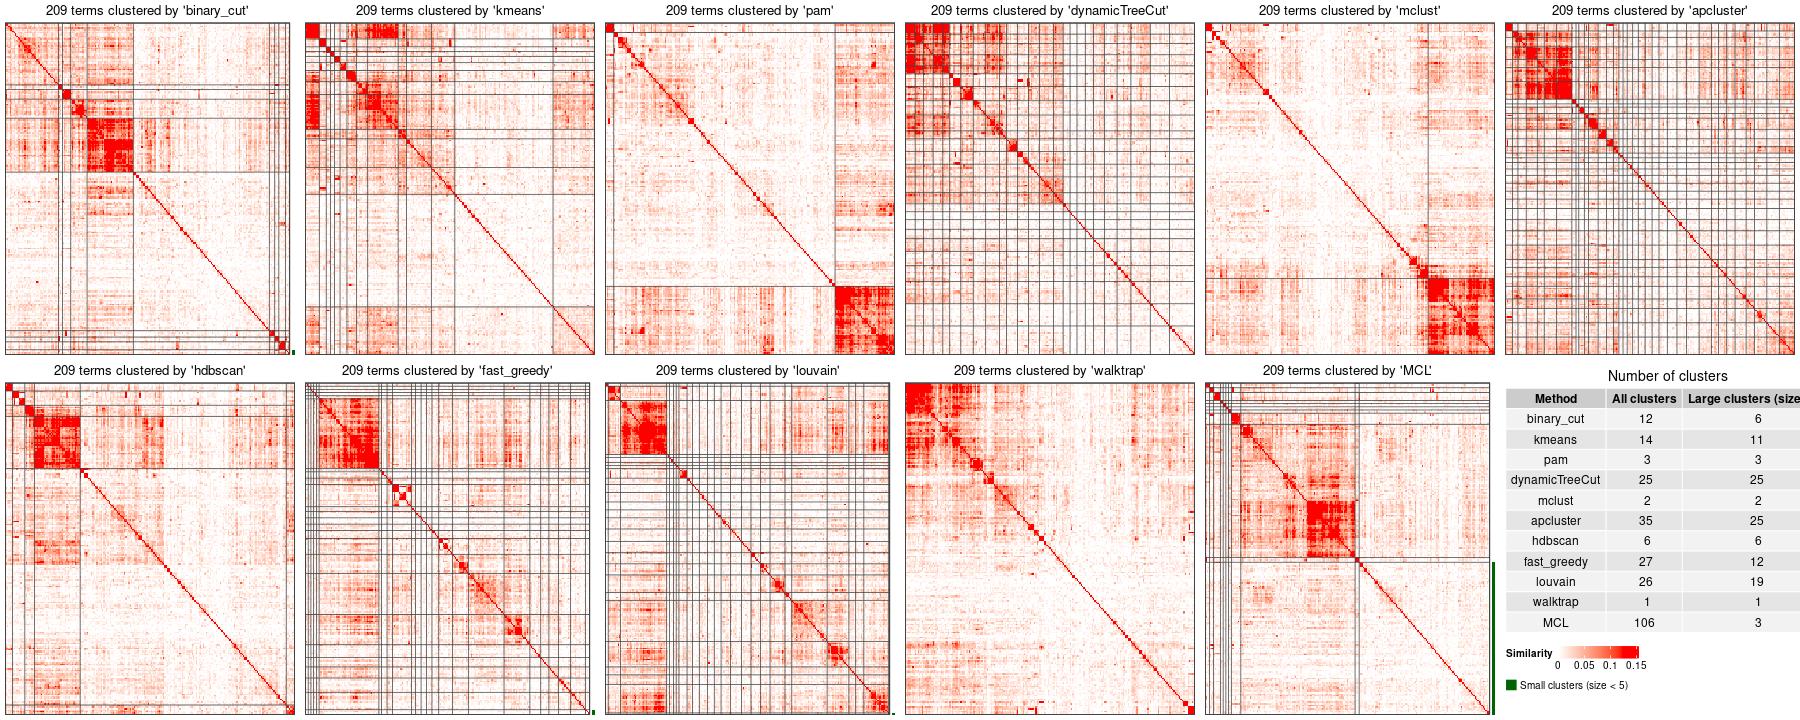 209 terms clustered by 'binary_cut'
209 terms clustered by 'kmeans'
209 terms clustered by 'pam'
209 terms clustered by 'dynamicTreeCut'
209 terms clustered by 'mclust'
209 terms clustered by 'apcluster'
209 terms clustered by 'hdbscan'
209 terms clustered by 'fast_greedy'
209 terms clustered by 'louvain'
209 terms clustered by 'walktrap'
209 terms clustered by 'MCL'
Number of clusters
Method All clusters Large clusters (size
binary_cut 12 6
kmeans 14 11
pam 3 3
dynamicTreeCut 25 25
mclust 2 2
apcluster 35 25
hdbscan 6 6
fast_greedy 27 12
louvain 26 19
walktrap 1 1
MCL 106 3
Similarity
0 0.05 0.1 0.15
Small clusters (size < 5)